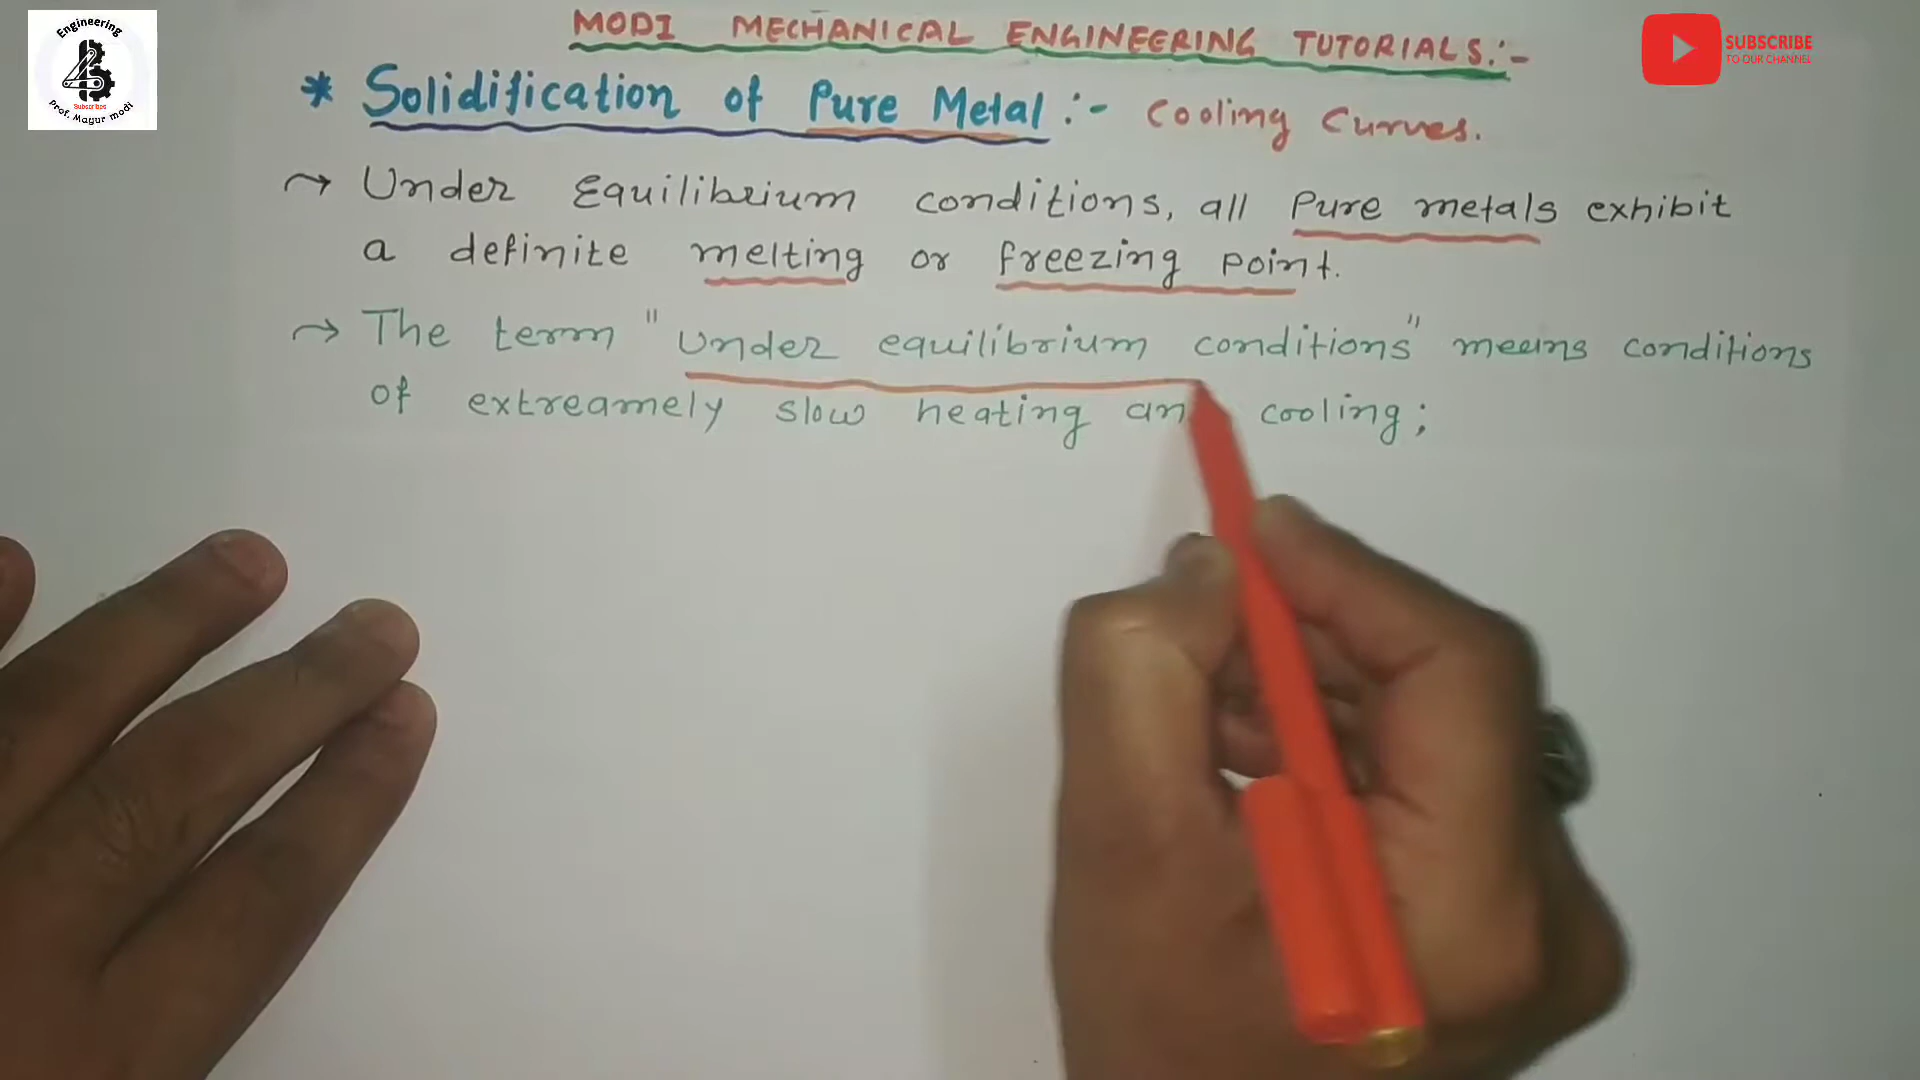 MODI MECHANICAL ENGINEERING TUTORIALS:-
SUBSCRIBE
TO OUR CHANNEL
Engineering
Subscribe
Prof. Mayur modi
* Solidification of Pure Metal :- Cooling Curves.
→ Under Equilibrium conditions, all Pure metals exhibit
a definite melting or freezing point.
→ The term "under equilibrium conditions" means conditions
of extreamely slow heating an cooling;